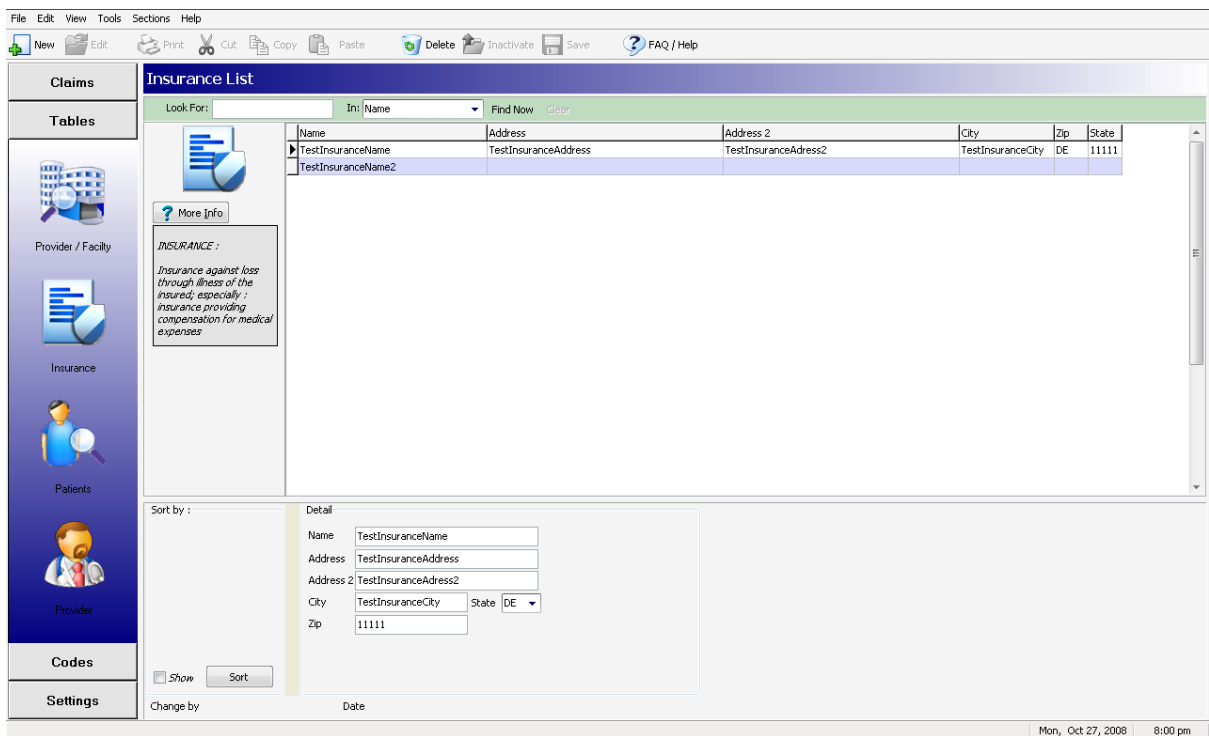 File Edit View Tools Sections Help
New Edit Print Cut Copy Paste Delete Inactivate Save FAQ / Help
Claims
Tables
Provider / Facilty
Insurance
Patients
Provider
Codes
Settings
Insurance List
Look For: In: Name Find Now Clear
More Info
INSURANCE :
Insurance against loss
through illness of the
insured; especially :
insurance providing
compensation for medical
expenses
Name Address Address 2 City Zip State
TestInsuranceName TestInsuranceAddress TestInsuranceAdress2 TestInsuranceCity DE 11111
TestInsuranceName2
Sort by :
Show Sort
Detail
Name TestInsuranceName
Address TestInsuranceAddress
Address 2 TestInsuranceAdress2
City TestInsuranceCity State DE
Zip 11111
Change by Date
Mon, Oct 27, 2008 8:00 pm